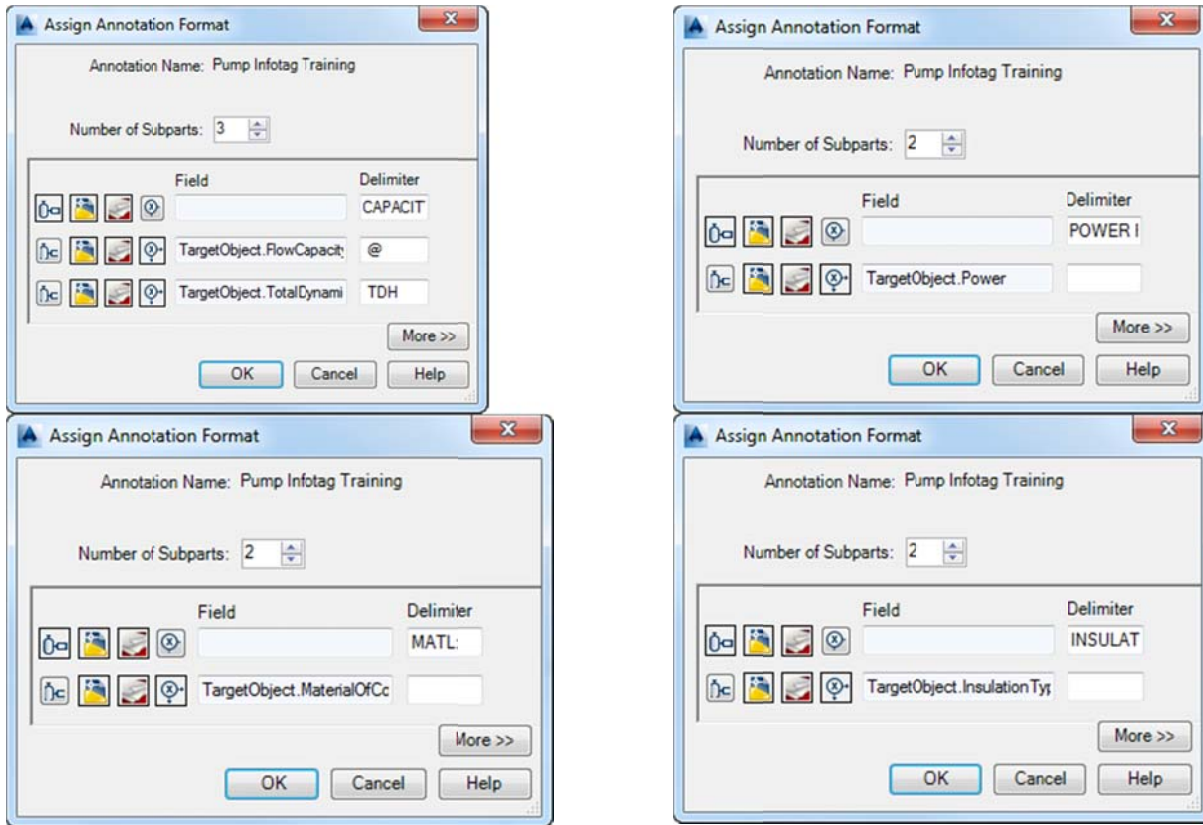 Assign Annotation Format
Annotation Name: Pump Infotag Training
Number of Subparts: 3
Field Delimiter
CAPACIT
TargetObject.FlowCapacity @
TargetObject.TotalDynami TDH
More >>
OK Cancel Help
Assign Annotation Format
Annotation Name: Pump Infotag Training
Number of Subparts: 2
Field Delimiter
POWER I
TargetObject.Power
More >>
OK Cancel Help
Assign Annotation Format
Annotation Name: Pump Infotag Training
Number of Subparts: 2
Field Delimiter
MATL:
TargetObject.MaterialOfCo
More >>
OK Cancel Help
Assign Annotation Format
Annotation Name: Pump Infotag Training
Number of Subparts: 2
Field Delimiter
INSULAT
TargetObject.InsulationTyp
More >>
OK Cancel Help